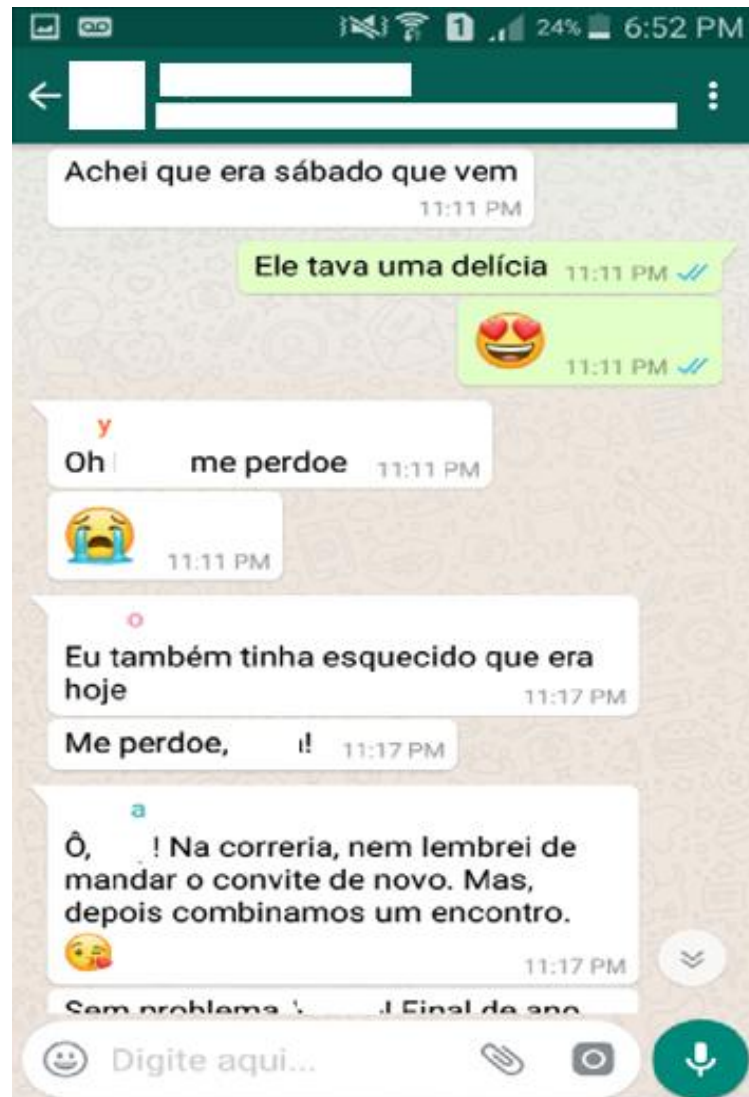 1 24% 6:52 PM
Achei que era sábado que vem
11:11 PM
Ele tava uma delícia 11:11 PM
11:11 PM
y
Oh me perdoe 11:11 PM
11:11 PM
o
Eu também tinha esquecido que era
hoje 11:17 PM
Me perdoe, ! 11:17 PM
a
Ô, ! Na correria, nem lembrei de
mandar o convite de novo. Mas,
depois combinamos um encontro.
11:17 PM
Sem problema ! Final de ano
Digite aqui...